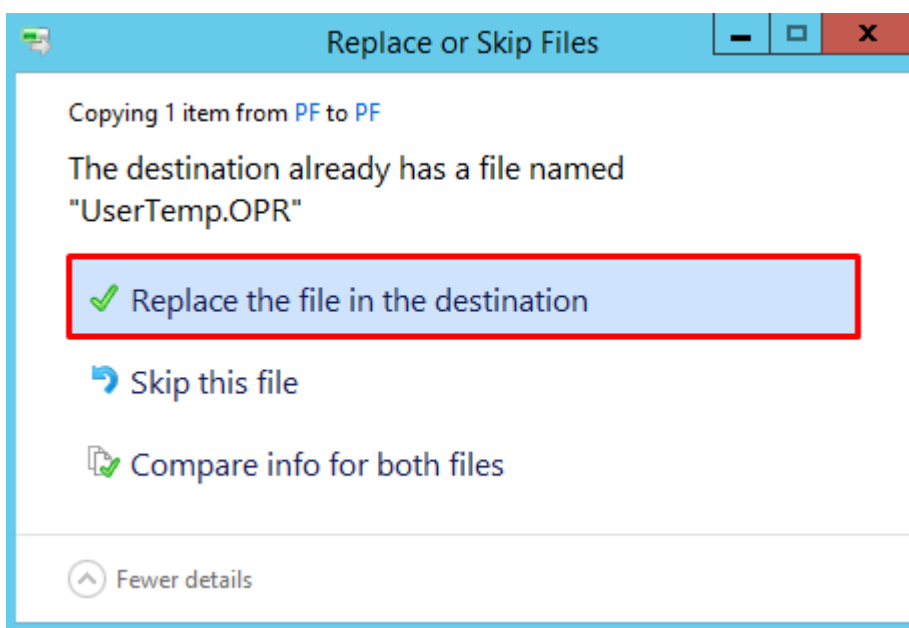 Replace or Skip Files
Copying 1 item from PF to PF
The destination already has a file named
"UserTemp.OPR"
Replace the file in the destination
Skip this file
Compare info for both files
Fewer details